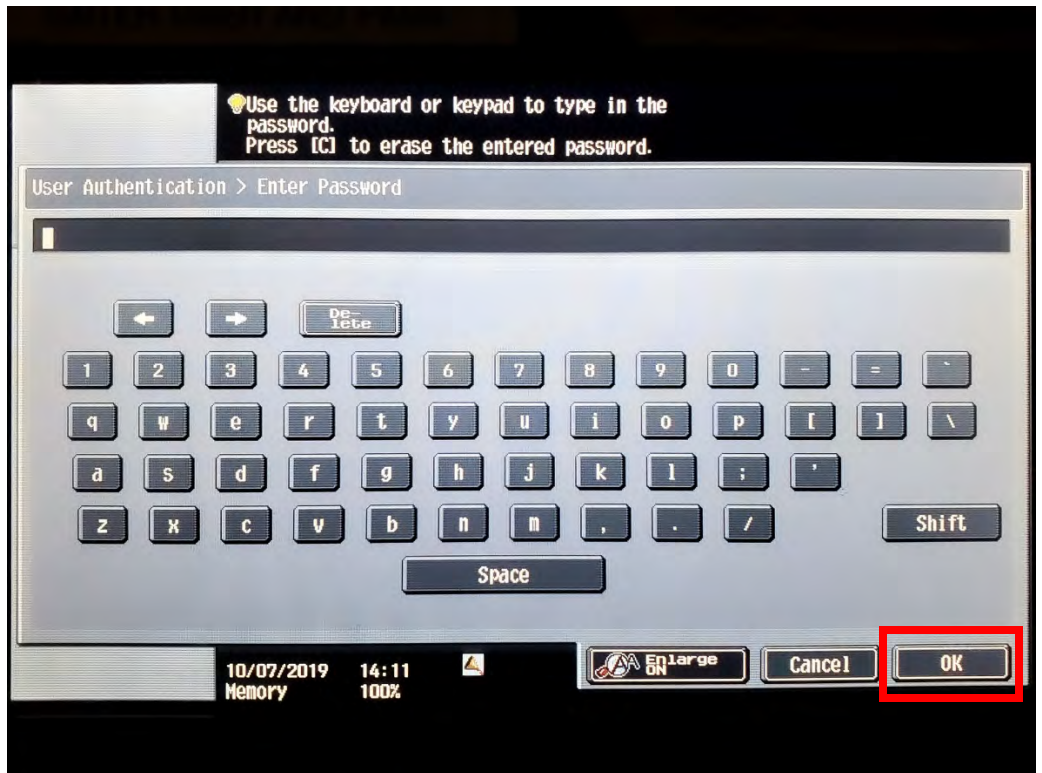 Use the keyboard or keypad to type in the
password.
Press [C] to erase the entered password.
User Authentication > Enter Password
De-
lete
1 2 3 4 5 6 7 8 9 0 - = `
q w e r t y u i o p [ ] \
a s d f g h j k l ; '
z x c v b n m , . / Shift
Space
10/07/2019 14:11
Memory 100%
Enlarge
ON
Cancel
OK